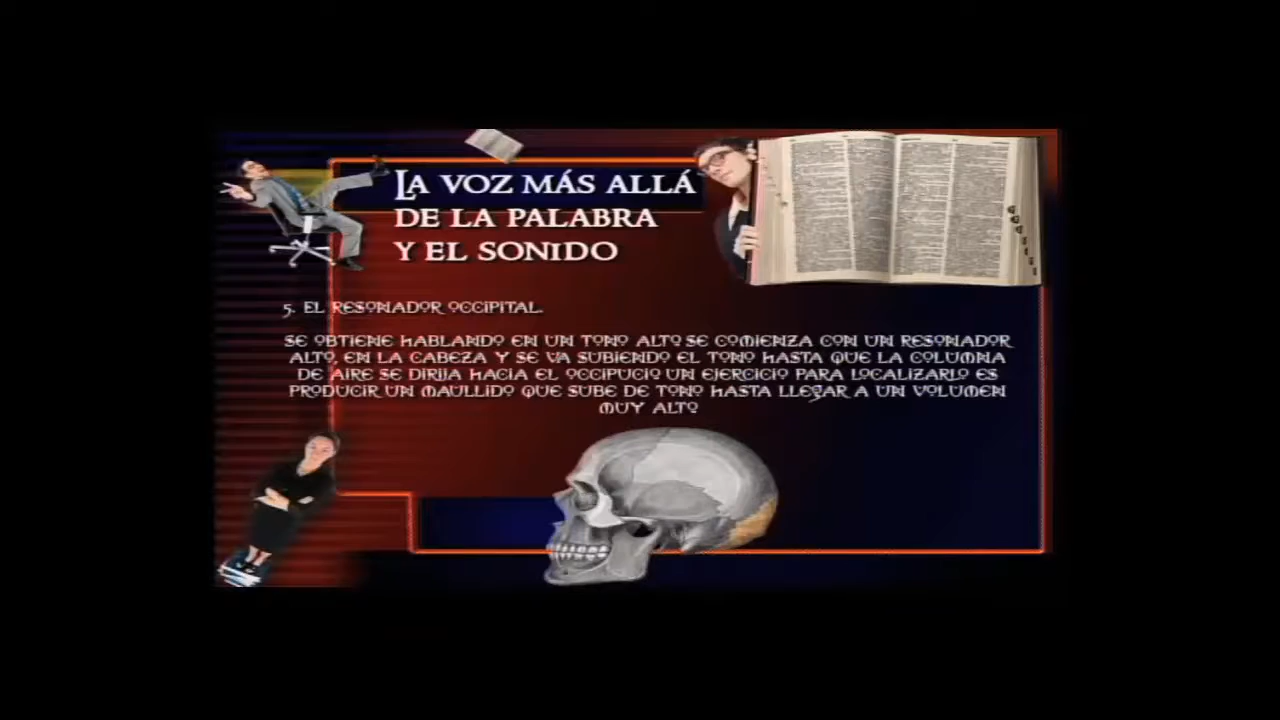 LA VOZ MÁS ALLÁ
DE LA PALABRA
Y EL SONIDO
5. EL RESONADOR OCCIPITAL.
SE OBTIENE HABLANDO EN UN TONO ALTO SE COMIENZA CON UN RESONADOR
ALTO, EN LA CABEZA Y SE VA SUBIENDO EL TONO HASTA QUE LA COLUMNA
DE AIRE SE DIRIJA HACIA EL OCCIPUCIO UN EJERCICIO PARA LOCALIZARLO ES
PRODUCIR UN MAULLIDO QUE SUBE DE TONO HASTA LLEGAR A UN VOLUMEN
MUY ALTO